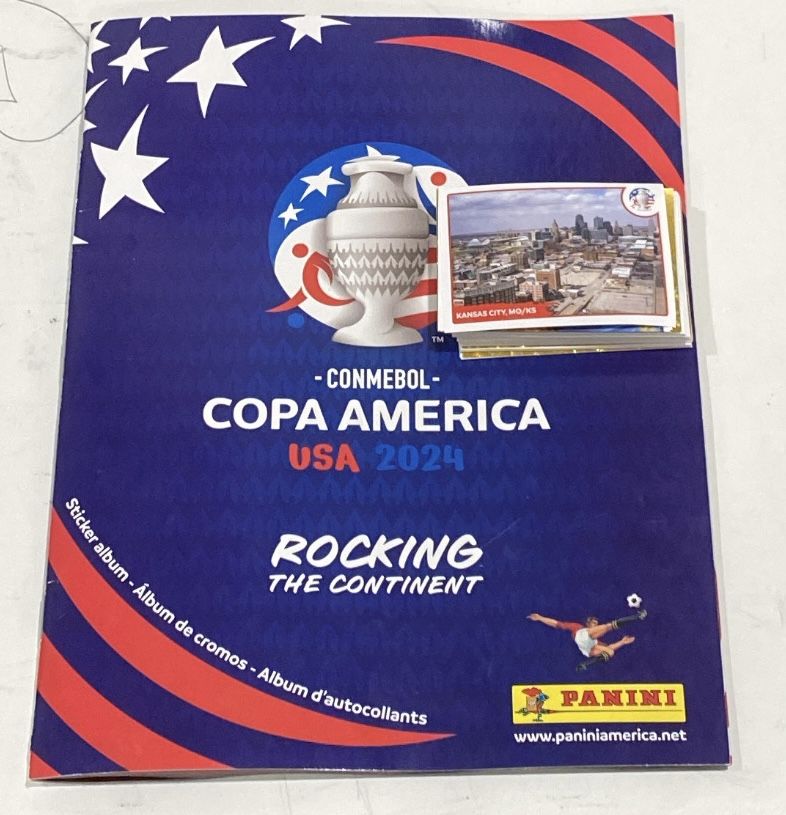 KANSAS CITY, MO/KS
TM
- CONMEBOL -
COPA AMERICA
USA 2024
ROCKING
THE CONTINENT
Sticker album - Álbum de cromos - Album d'autocollants
PANINI
www.paniniamerica.net